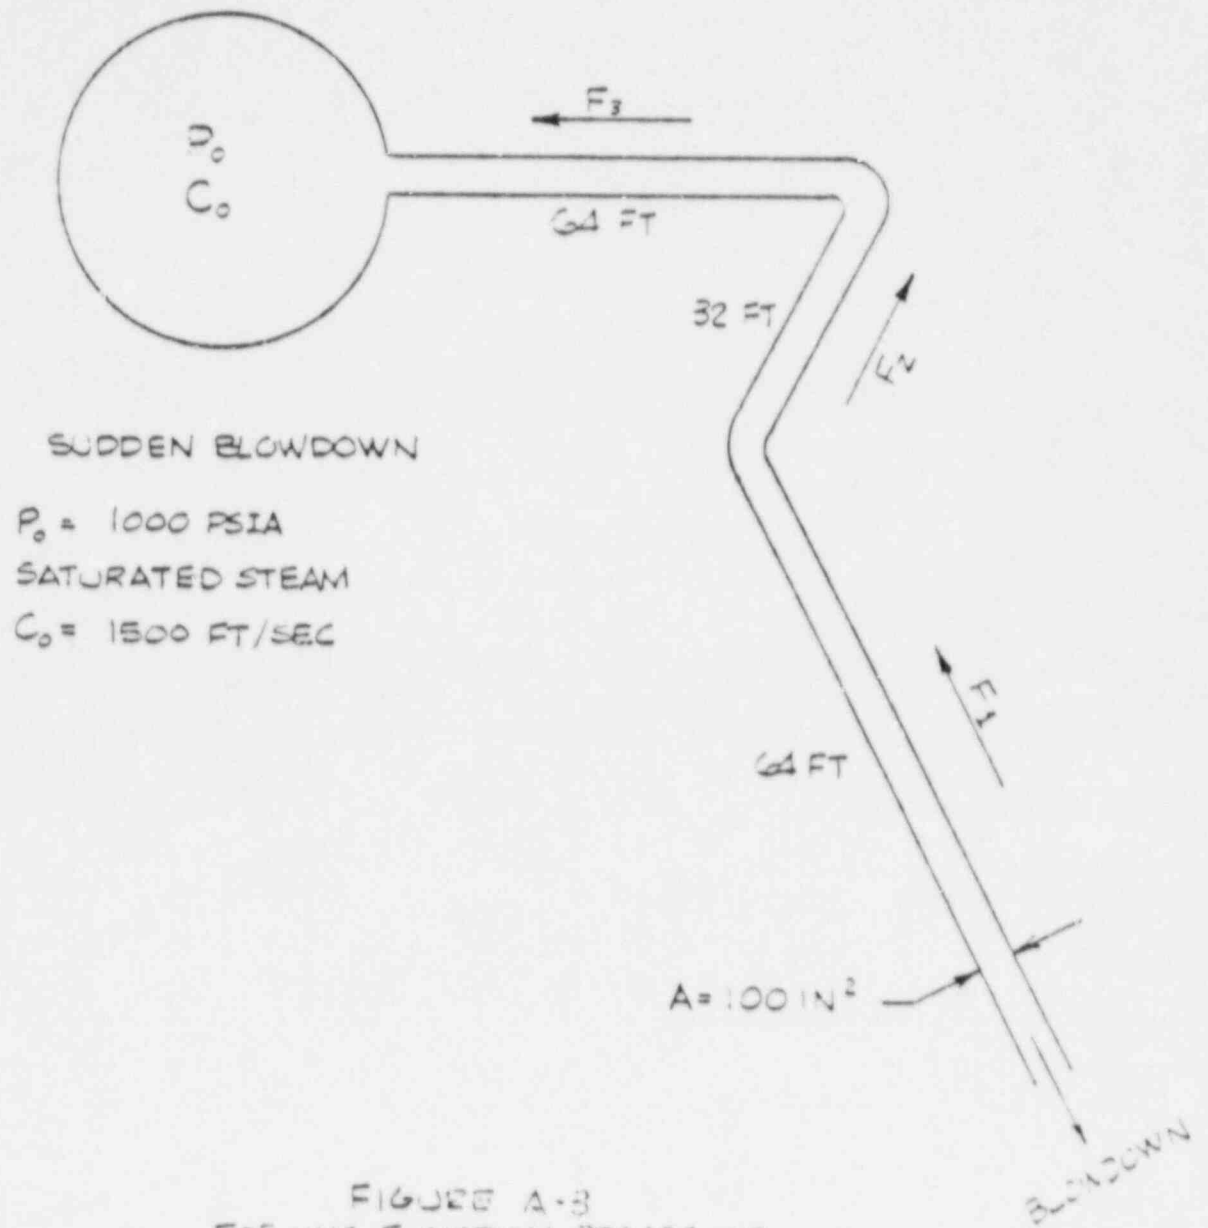 F₃
P₀
C₀
64 FT
32 FT
F₂
SUDDEN BLOWDOWN
P₀ = 1000 PSIA
SATURATED STEAM
C₀ = 1500 FT/SEC
F₁
64 FT
A = 100 IN²
BLOWDOWN
FIGURE A-3